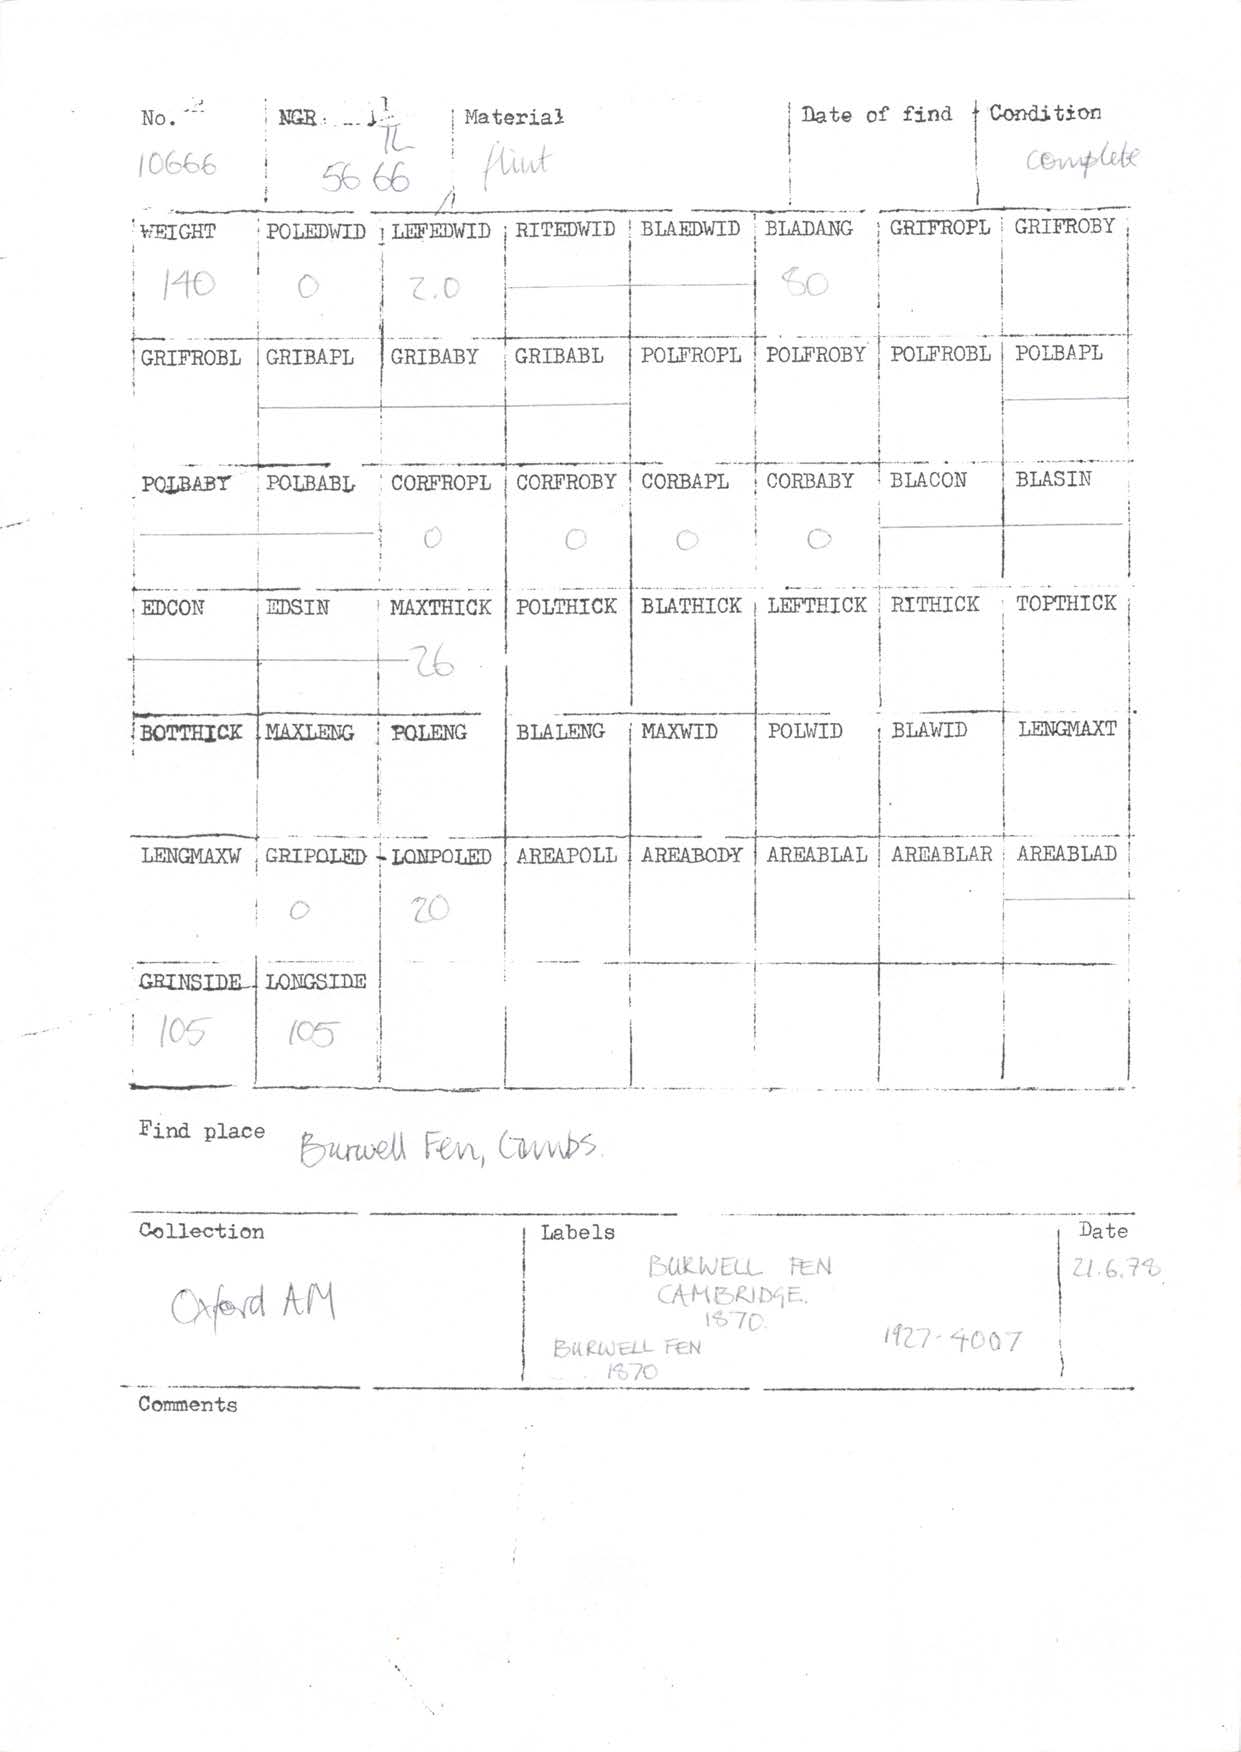 No. NGR Material Date of find Condition
10666 TL 56 66 flint complete
WEIGHT POLEDWID LEFEDWID RITEDWID BLAEDWID BLADANG GRIFROPL GRIFROBY
140 0 2.0 80
GRIFROBL GRIBAPL GRIBABY GRIBABL POLFROPL POLFROBY POLFROBL POLBAPL
POLBABY POLBABL CORFROPL CORFROBY CORBAPL CORBABY BLACON BLASIN
0 0 0 0
EDCON EDSIN MAXTHICK POLTHICK BLATHICK LEFTHICK RITHICK TOPTHICK
26
BOTTHICK MAXLENG POLENG BLALENG MAXWID POLWID BLAWID LENGMAXT
LENGMAXW GRIPOLED LONPOLED AREAPOLL AREABODY AREABLAL AREABLAR AREABLAD
0 20
GRINSIDE LONGSIDE
105 105
Find place Burwell Fen, Cambs.
Collection Labels Date
Oxford AM
BURWELL FEN
CAMBRIDGE.
1870.
BURWELL FEN
1870
1927-4007
21.6.78
Comments